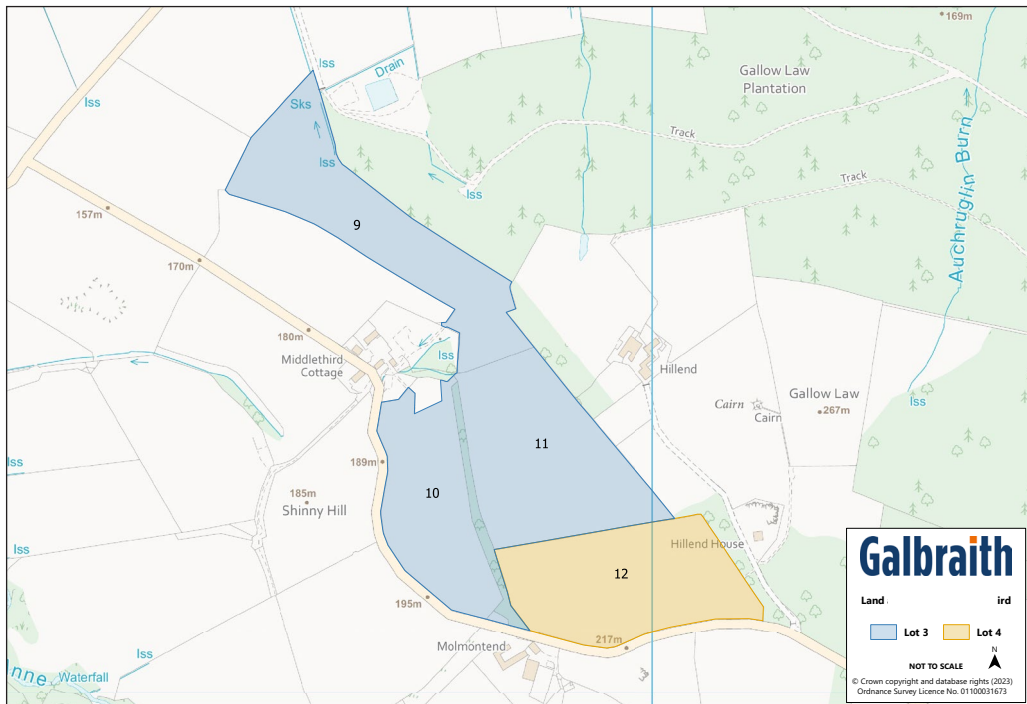 169m
Iss
Drain
Gallow Law
Plantation
Iss
Sks
Track
Auchruglin Burn
Iss
Track
Iss
157m
9
170m
180m
Iss
Middlethird
Cottage
Hillend
Gallow Law
Cairn
Cairn
267m
Iss
11
Iss
189m
10
185m
Shinny Hill
Hillend House
Iss
12
195m
217m
Molmontend
Iss
anne
Waterfall
Galbraith
Land
ird
Lot 3
Lot 4
N
NOT TO SCALE
© Crown copyright and database rights (2023)
Ordnance Survey Licence No. 01100031673